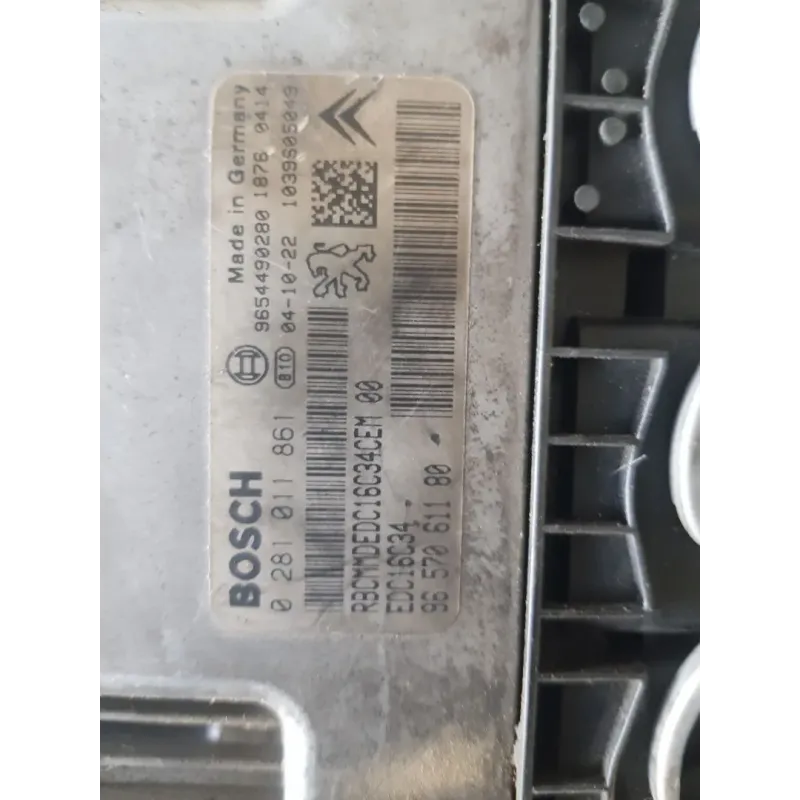 BOSCH
Made in Germany
0 281 011 861
810
9654490280 1876 0414
04-10-22 1039S05049
RBCMMDEDC16C34CEM 00
EDC16C34
96 570 611 80